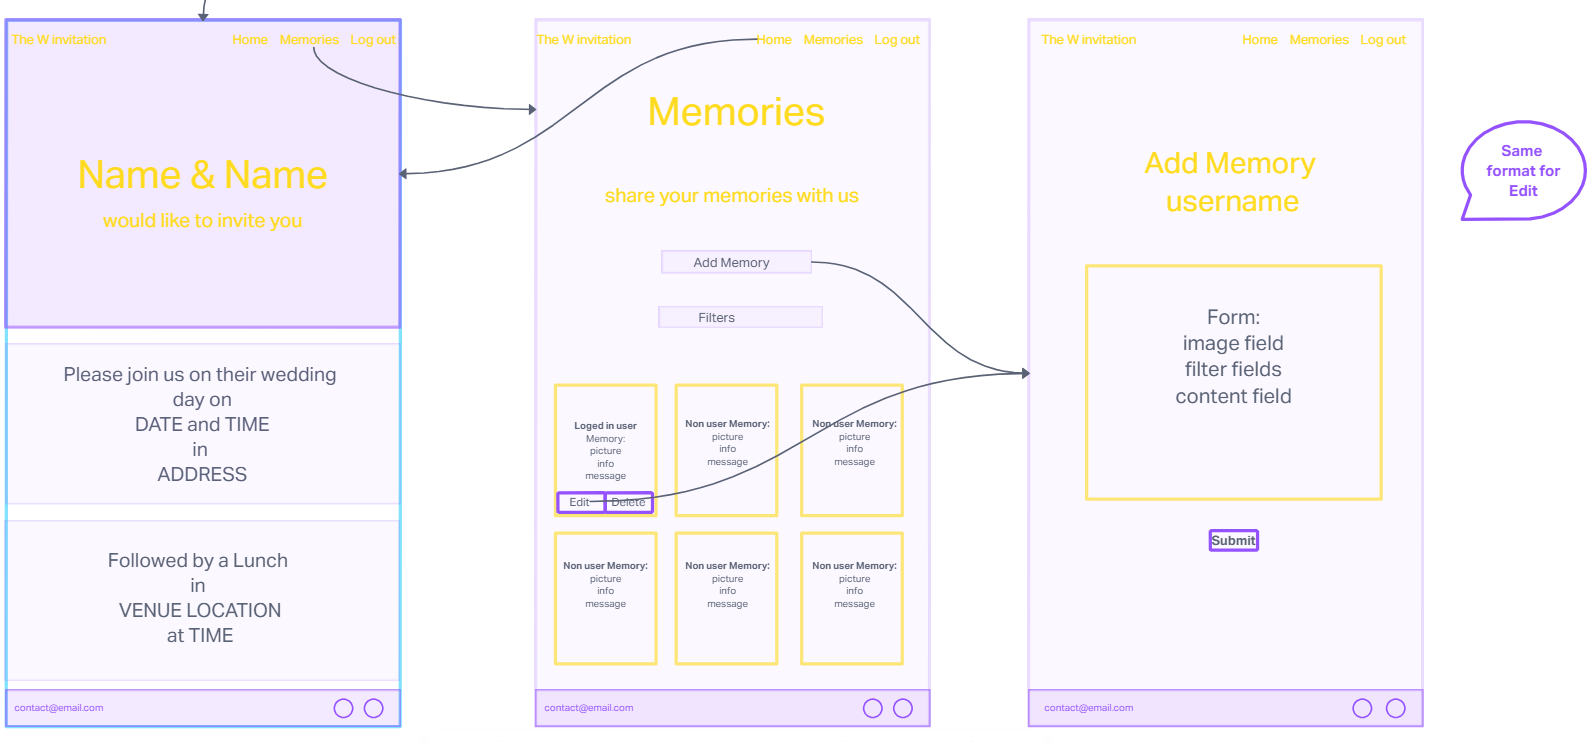 The W invitation
Home Memories Log out
Name & Name
would like to invite you
Please join us on their wedding
day on
DATE and TIME
in
ADDRESS
Followed by a Lunch
in
VENUE LOCATION
at TIME
contact@email.com
The W invitation
Home Memories Log out
Memories
share your memories with us
Add Memory
Filters
Loged in user
Memory:
picture
info
message
Edit
Delete
Non user Memory:
picture
info
message
Non user Memory:
picture
info
message
Non user Memory:
picture
info
message
Non user Memory:
picture
info
message
Non user Memory:
picture
info
message
contact@email.com
The W invitation
Home Memories Log out
Add Memory
username
Form:
image field
filter fields
content field
Submit
contact@email.com
Same
format for
Edit